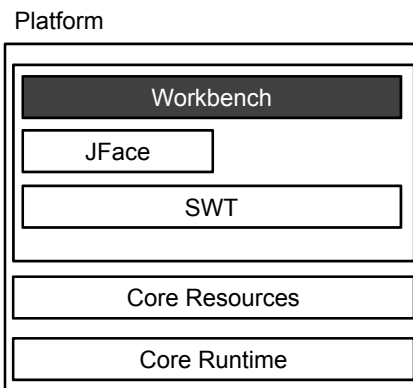 Platform
Workbench
JFace
SWT
Core Resources
Core Runtime